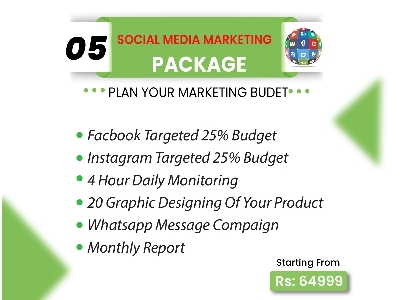 05
SOCIAL MEDIA MARKETING
PACKAGE
PLAN YOUR MARKETING BUDET
Facbook Targeted 25% Budget
Instagram Targeted 25% Budget
4 Hour Daily Monitoring
20 Graphic Designing Of Your Product
Whatsapp Message Compaign
Monthly Report
Starting From
Rs: 64999